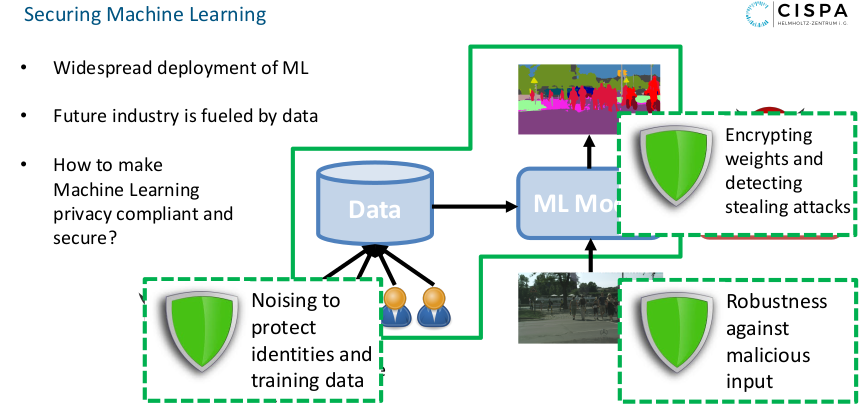 Securing Machine Learning
CISPA
HELMHOLTZ-ZENTRUM I.G.
• Widespread deployment of ML
• Future industry is fueled by data
• How to make
Machine Learning
privacy compliant and
secure?
Data
ML Mo
Encrypting
weights and
detecting
stealing attacks
Noising to
protect
identities and
training data
Robustness
against
malicious
input